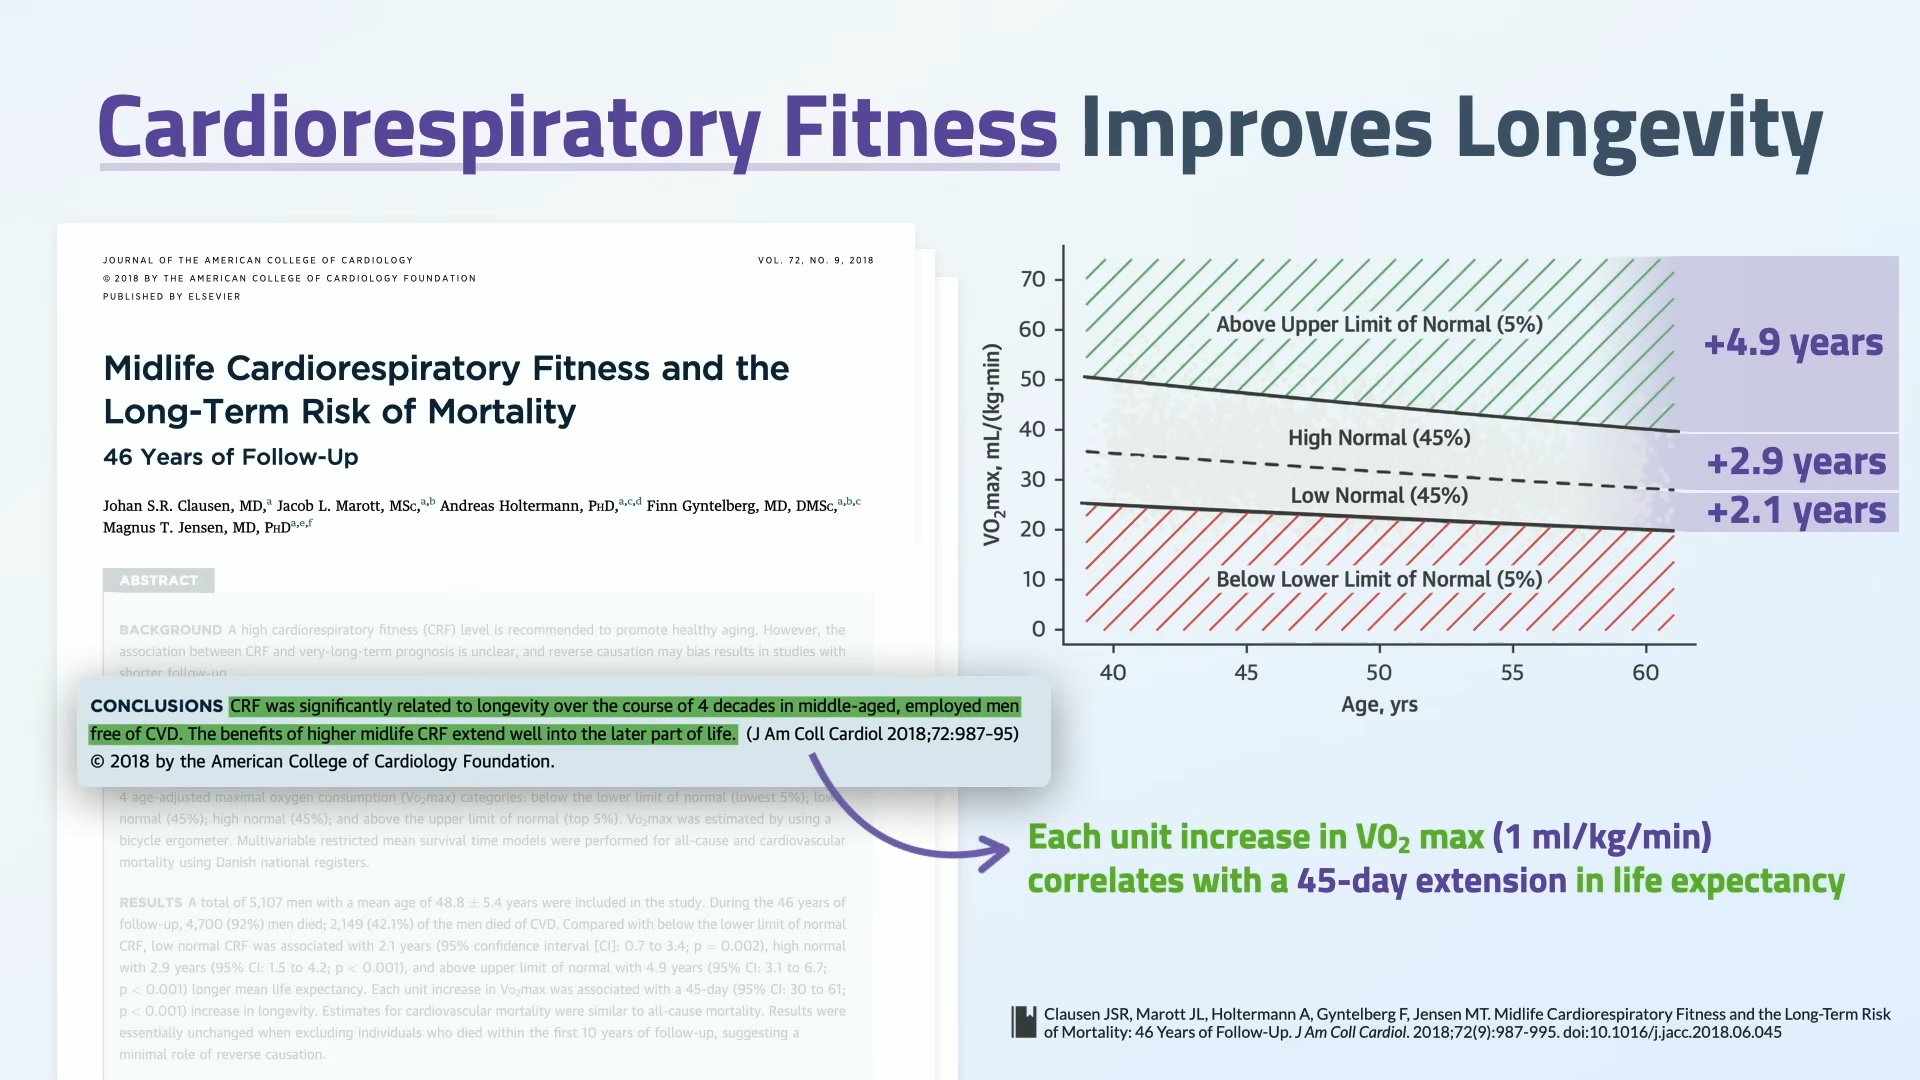 Cardiorespiratory Fitness Improves Longevity
JOURNAL OF THE AMERICAN COLLEGE OF CARDIOLOGY
VOL. 72, NO. 9, 2018
© 2018 BY THE AMERICAN COLLEGE OF CARDIOLOGY FOUNDATION
PUBLISHED BY ELSEVIER
Midlife Cardiorespiratory Fitness and the
Long-Term Risk of Mortality
46 Years of Follow-Up
Johan S.R. Clausen, MD,a Jacob L. Marott, MSc,a,b Andreas Holtermann, PhD,a,c,d Finn Gyntelberg, MD, DMSc,a,b,c
Magnus T. Jensen, MD, PhDa,e,f
ABSTRACT
BACKGROUND A high cardiorespiratory fitness (CRF) level is recommended to promote healthy aging. However, the
association between CRF and very-long-term prognosis is unclear, and reverse causation may bias results in studies with
shorter follow-up.
CONCLUSIONS CRF was significantly related to longevity over the course of 4 decades in middle-aged, employed men
free of CVD. The benefits of higher midlife CRF extend well into the later part of life. (J Am Coll Cardiol 2018;72:987–95)
© 2018 by the American College of Cardiology Foundation.
4 age-adjusted maximal oxygen consumption (Vo₂max) categories: below the lower limit of normal (lowest 5%); low
normal (45%); high normal (45%); and above the upper limit of normal (top 5%). Vo₂max was estimated by using a
bicycle ergometer. Multivariable restricted mean survival time models were performed for all-cause and cardiovascular
mortality using Danish national registers.
RESULTS A total of 5,107 men with a mean age of 48.8 ± 5.4 years were included in the study. During the 46 years of
follow-up, 4,700 (92%) men died; 2,149 (42.1%) of the men died of CVD. Compared with below the lower limit of normal
CRF, low normal CRF was associated with 2.1 years (95% confidence interval [CI]: 0.7 to 3.4; p = 0.002), high normal
with 2.9 years (95% CI: 1.5 to 4.2; p < 0.001), and above upper limit of normal with 4.9 years (95% CI: 3.1 to 6.7;
p < 0.001) longer mean life expectancy. Each unit increase in Vo₂max was associated with a 45-day (95% CI: 30 to 61;
p < 0.001) increase in longevity. Estimates for cardiovascular mortality were similar to all-cause mortality. Results were
essentially unchanged when excluding individuals who died within the first 10 years of follow-up, suggesting a
minimal role of reverse causation.
VO₂max, mL/(kg·min)
70
60
50
40
30
20
10
0
Above Upper Limit of Normal (5%)
High Normal (45%)
Low Normal (45%)
Below Lower Limit of Normal (5%)
+4.9 years
+2.9 years
+2.1 years
40 45 50 55 60
Age, yrs
Each unit increase in VO₂ max (1 ml/kg/min)
correlates with a 45-day extension in life expectancy
Clausen JSR, Marott JL, Holtermann A, Gyntelberg F, Jensen MT. Midlife Cardiorespiratory Fitness and the Long-Term Risk
of Mortality: 46 Years of Follow-Up. J Am Coll Cardiol. 2018;72(9):987-995. doi:10.1016/j.jacc.2018.06.045